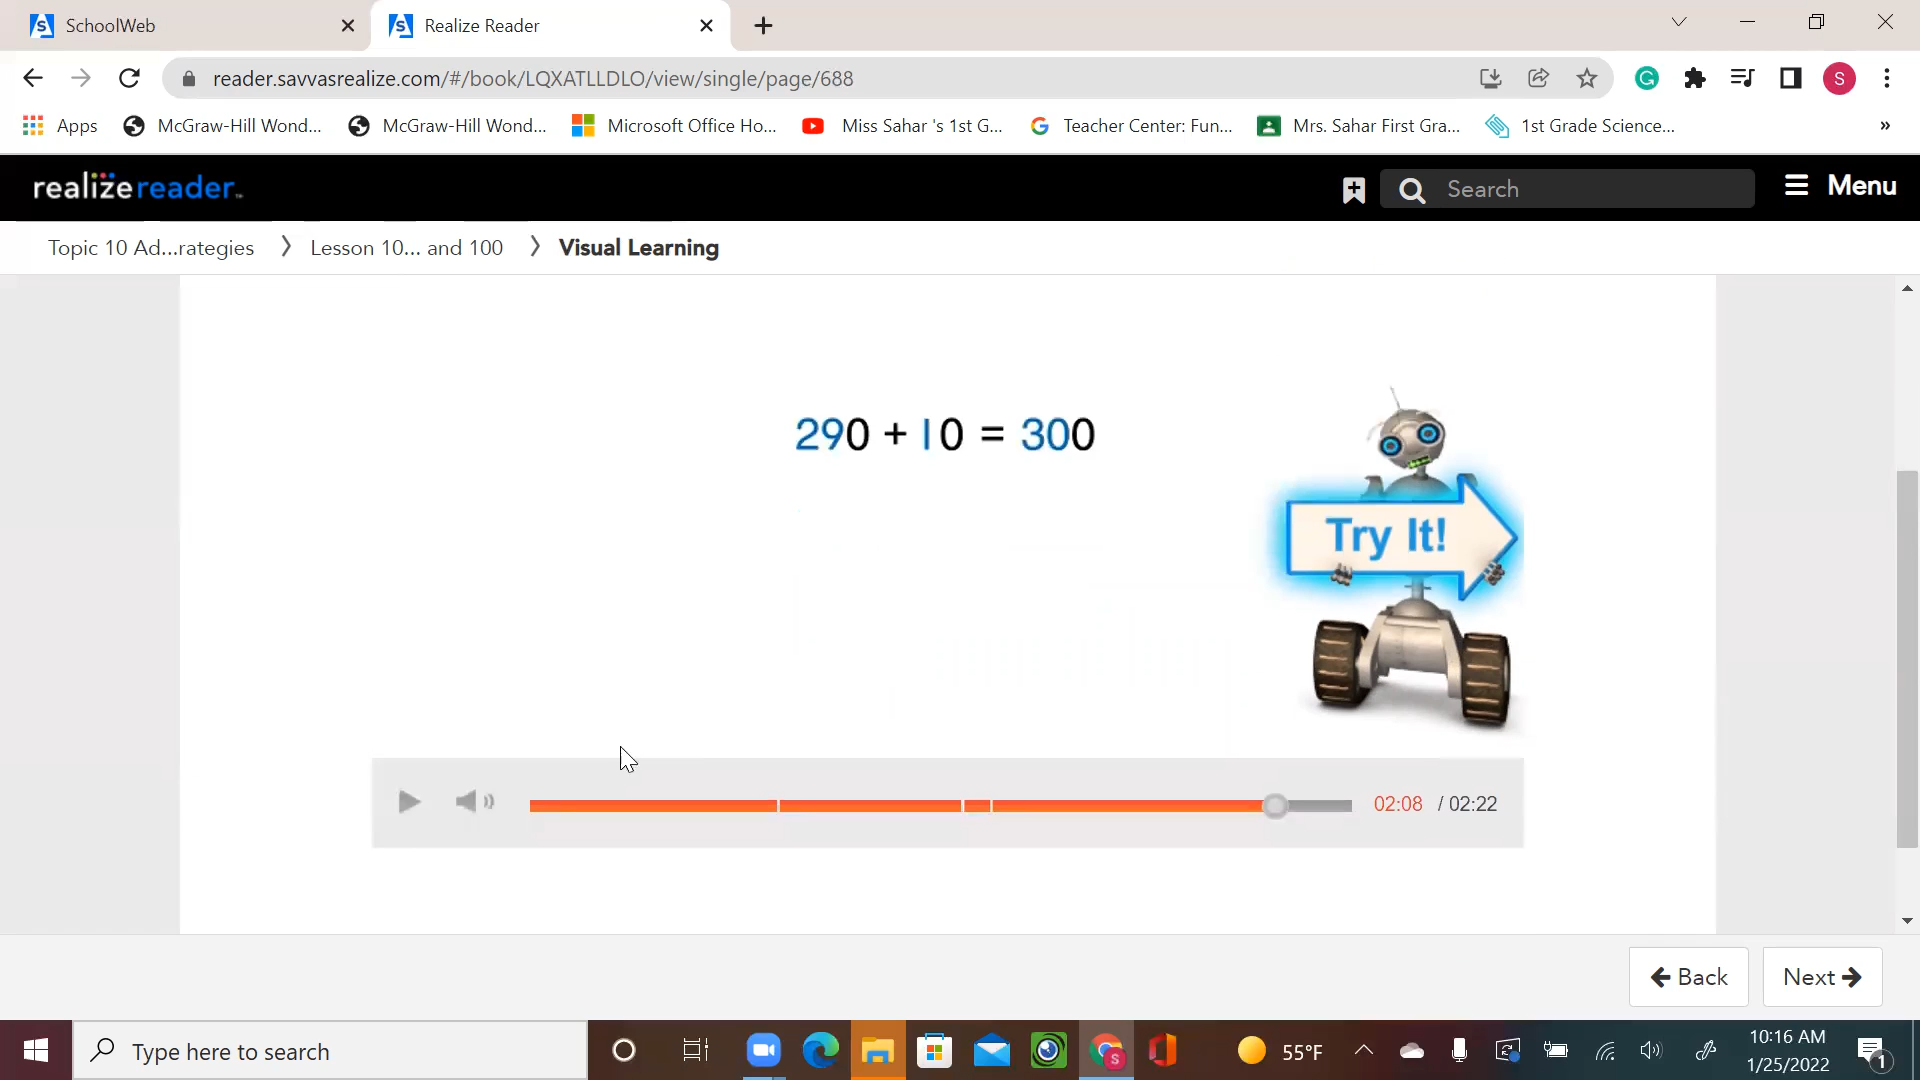 SchoolWeb
Realize Reader
reader.savvasrealize.com/#/book/LQXATLLDLO/view/single/page/688
S
Apps
McGraw-Hill Wond...
McGraw-Hill Wond...
Microsoft Office Ho...
Miss Sahar 's 1st G...
Teacher Center: Fun...
Mrs. Sahar First Gra...
1st Grade Science...
»
realizereader™
Search
Menu
Topic 10 Ad...rategies
Lesson 10... and 100
Visual Learning
290 + 10 = 300
Try It!
02:08 / 02:22
Back
Next
Type here to search
55°F
10:16 AM
1/25/2022
1